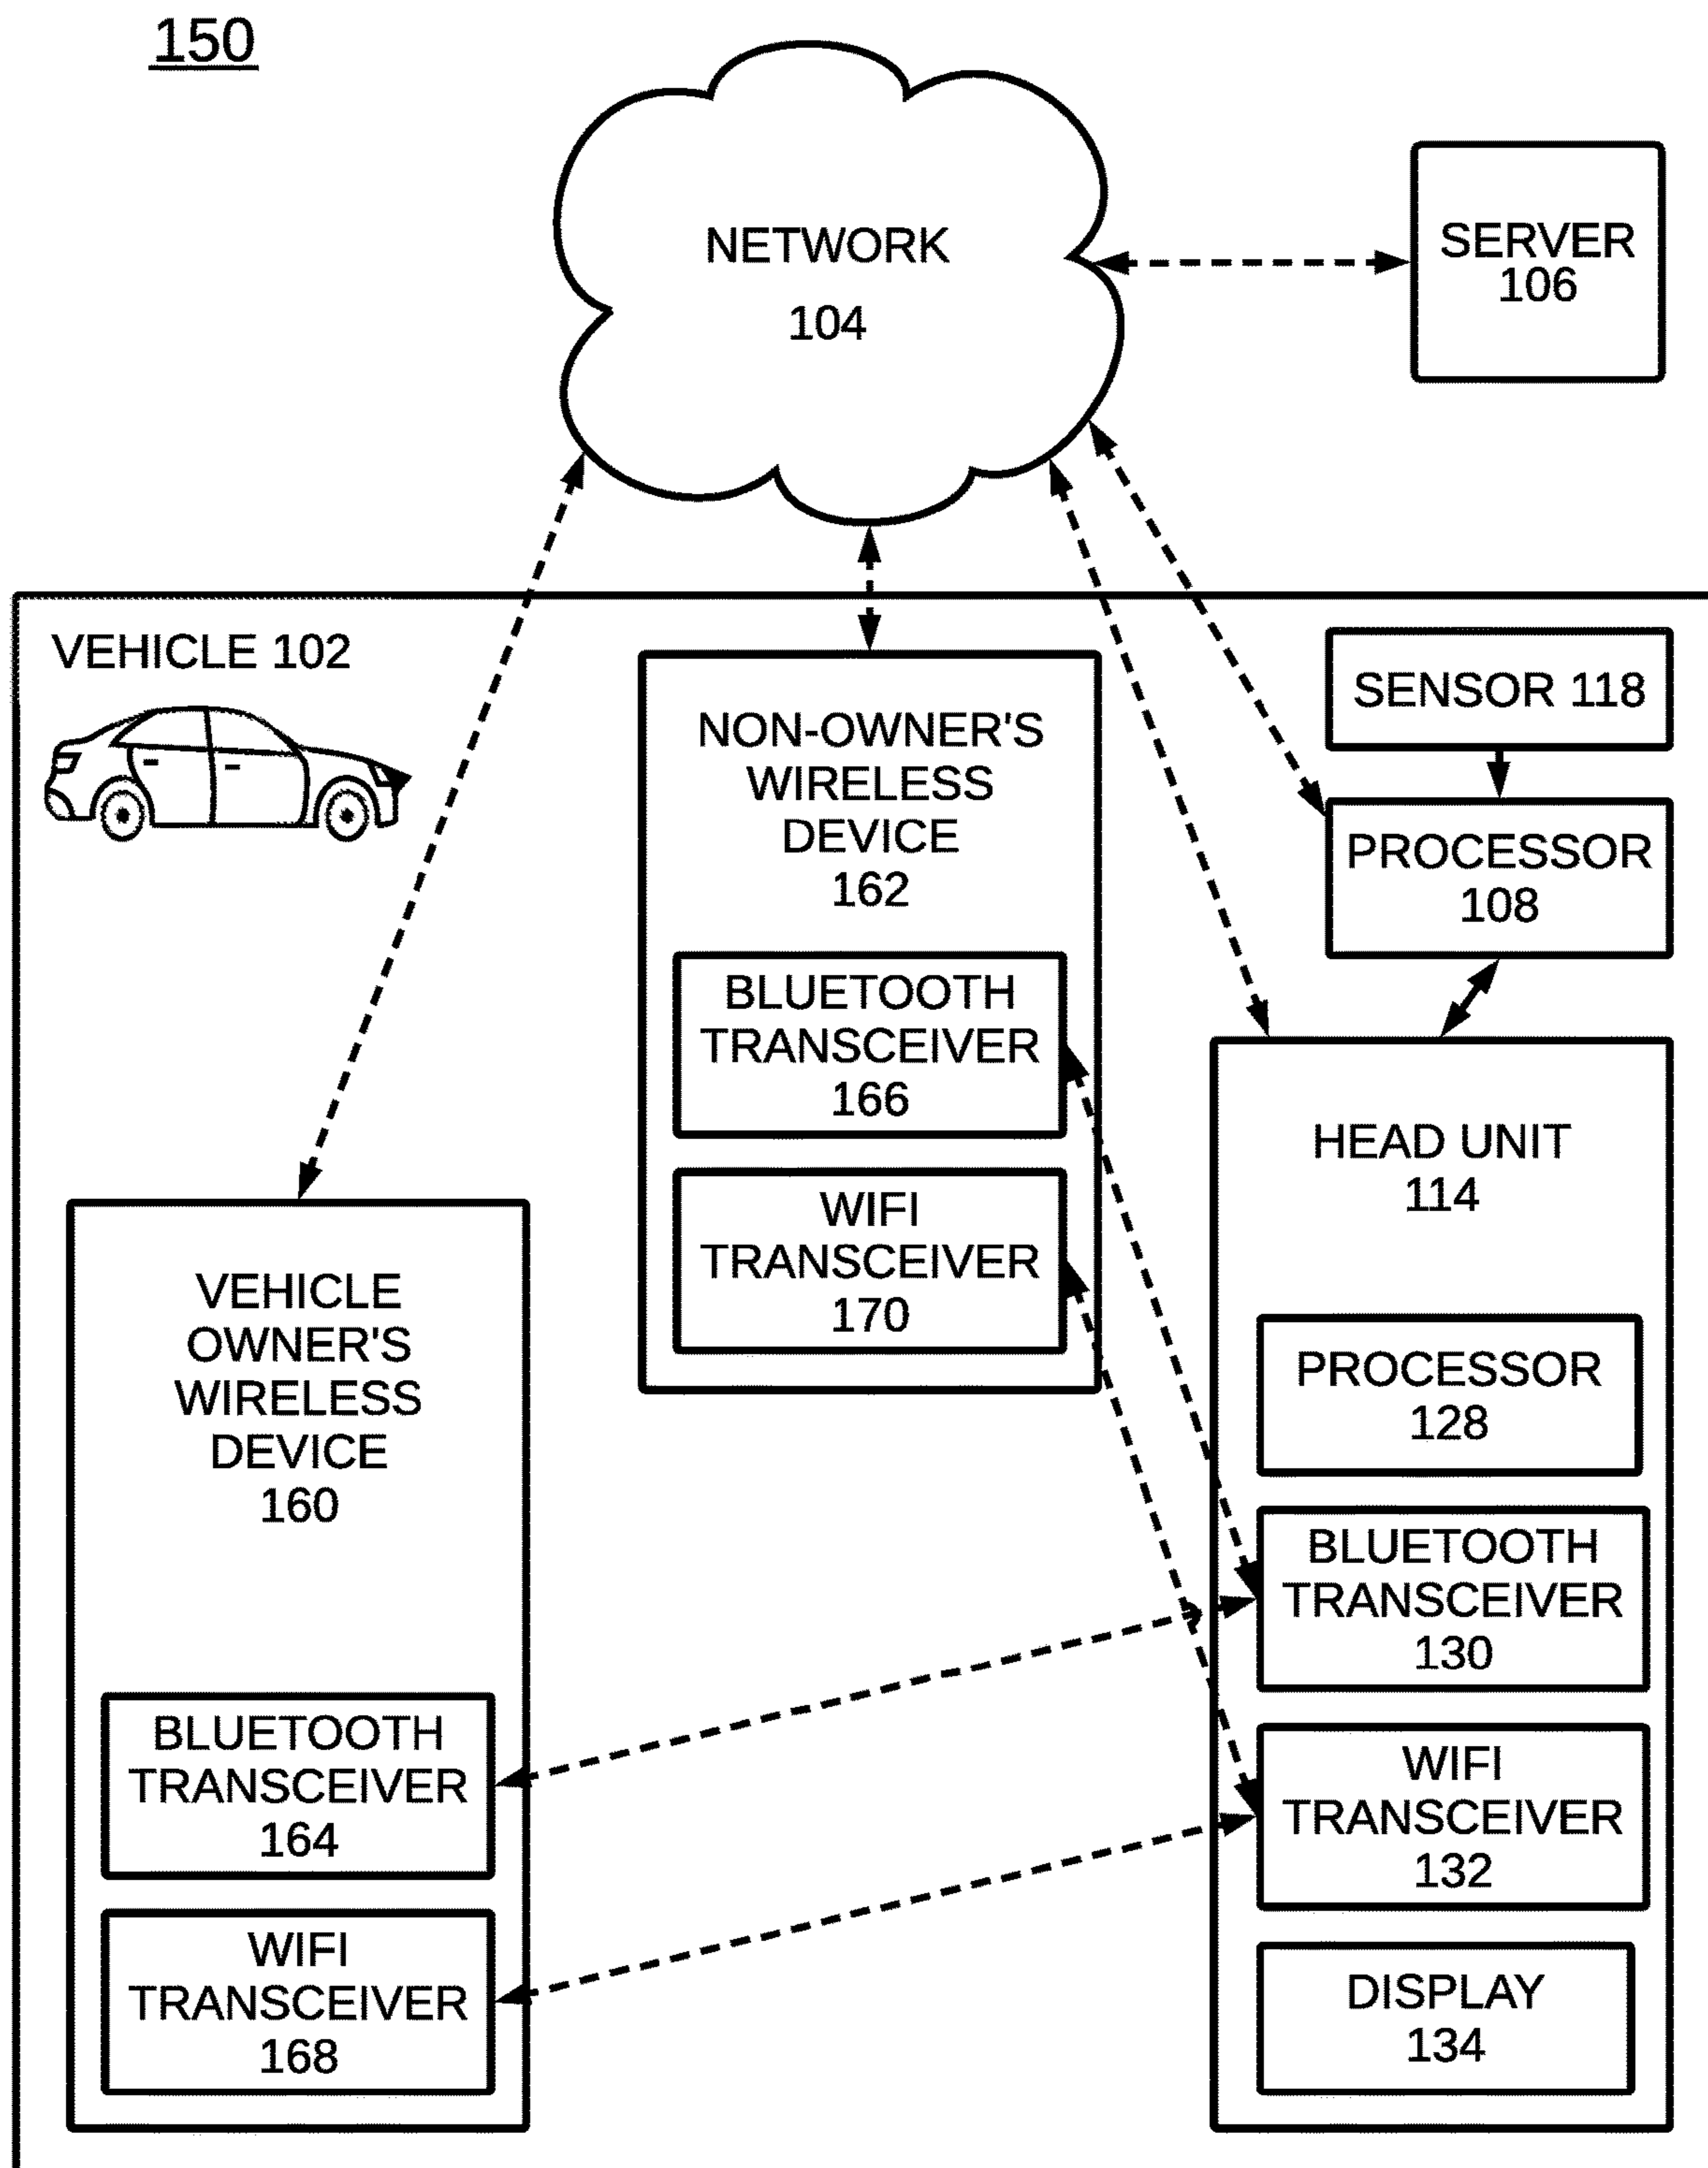 150
NETWORK
104
SERVER
106
VEHICLE 102
NON-OWNER'S
WIRELESS
DEVICE
162
BLUETOOTH
TRANSCEIVER
166
WIFI
TRANSCEIVER
170
SENSOR 118
PROCESSOR
108
HEAD UNIT
114
PROCESSOR
128
BLUETOOTH
TRANSCEIVER
130
WIFI
TRANSCEIVER
132
DISPLAY
134
VEHICLE
OWNER'S
WIRELESS
DEVICE
160
BLUETOOTH
TRANSCEIVER
164
WIFI
TRANSCEIVER
168